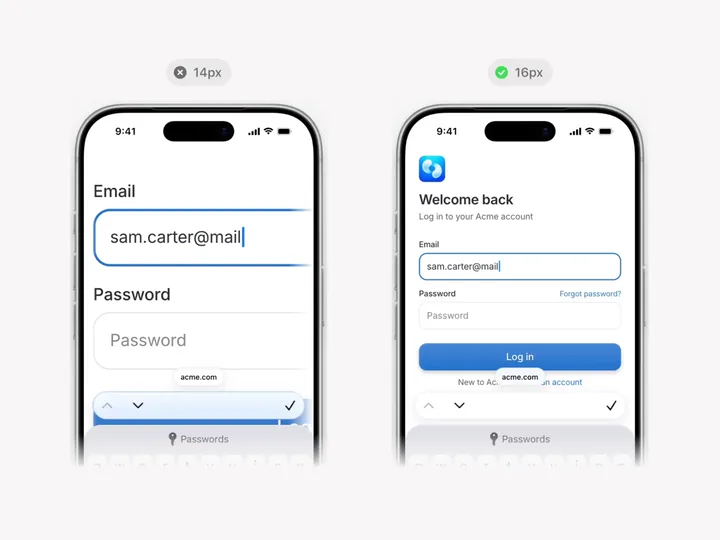 14px
9:41
Email
sam.carter@mail
Password
Password
acme.com
Passwords
16px
9:41
Welcome back
Log in to your Acme account
Email
sam.carter@mail
Password
Forgot password?
Password
Log in
New to
acme.com
account
Passwords